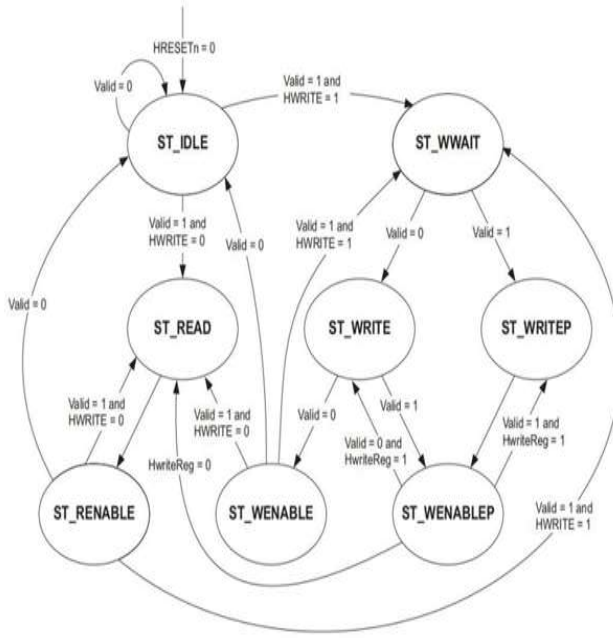 HRESETn = 0
Valid = 0
Valid = 1 and
HWRITE = 1
ST_IDLE
ST_WWAIT
Valid = 1 and
HWRITE = 0
Valid = 0
Valid = 1 and
HWRITE = 1
Valid = 0
Valid = 1
Valid = 0
ST_READ
ST_WRITE
ST_WRITEP
Valid = 1 and
HWRITE = 0
Valid = 1 and
HWRITE = 0
Valid = 0
Valid = 1
HwriteReg = 0
Valid = 0 and
HwriteReg = 1
Valid = 1 and
HwriteReg = 1
ST_RENABLE
ST_WENABLE
ST_WENABLEP
Valid = 1 and
HWRITE = 1